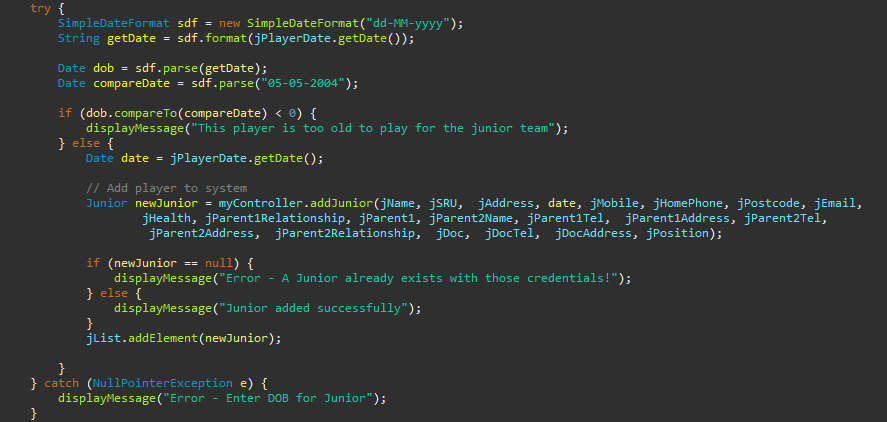 try {
SimpleDateFormat sdf = new SimpleDateFormat("dd-MM-yyyy");
String getDate = sdf.format(jPlayerDate.getDate());
Date dob = sdf.parse(getDate);
Date compareDate = sdf.parse("05-05-2004");
if (dob.compareTo(compareDate) < 0) {
displayMessage("This player is too old to play for the junior team");
} else {
Date date = jPlayerDate.getDate();
// Add player to system
Junior newJunior = myController.addJunior(jName, jSRU,  jAddress, date, jMobile, jHomePhone, jPostcode, jEmail,
jHealth, jParent1Relationship, jParent1, jParent2Name, jParent1Tel,  jParent1Address, jParent2Tel,
jParent2Address,  jParent2Relationship,  jDoc,  jDocTel,  jDocAddress, jPosition);
if (newJunior == null) {
displayMessage("Error - A Junior already exists with those credentials!");
} else {
displayMessage("Junior added successfully");
}
jList.addElement(newJunior);
}
} catch (NullPointerException e) {
displayMessage("Error - Enter DOB for Junior");
}